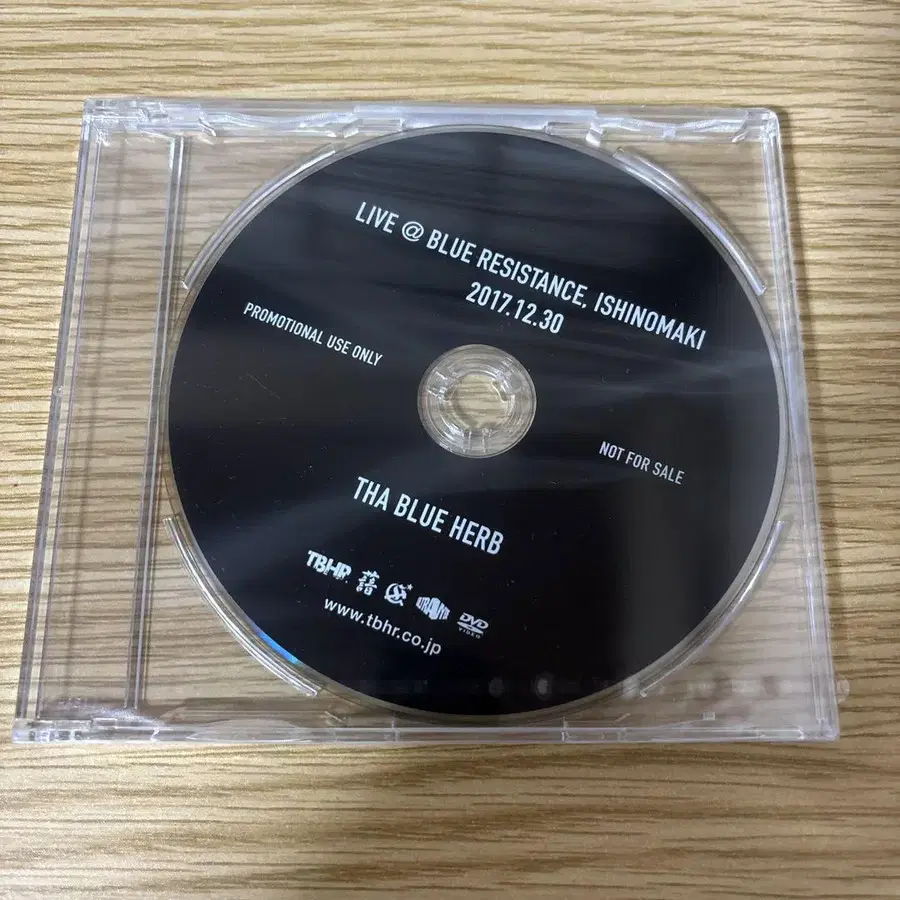 LIVE @ BLUE RESISTANCE, ISHINOMAKI
2017.12.30
PROMOTIONAL USE ONLY
NOT FOR SALE
THA BLUE HERB
TBHR
DVD
VIDEO
www.tbhr.co.jp